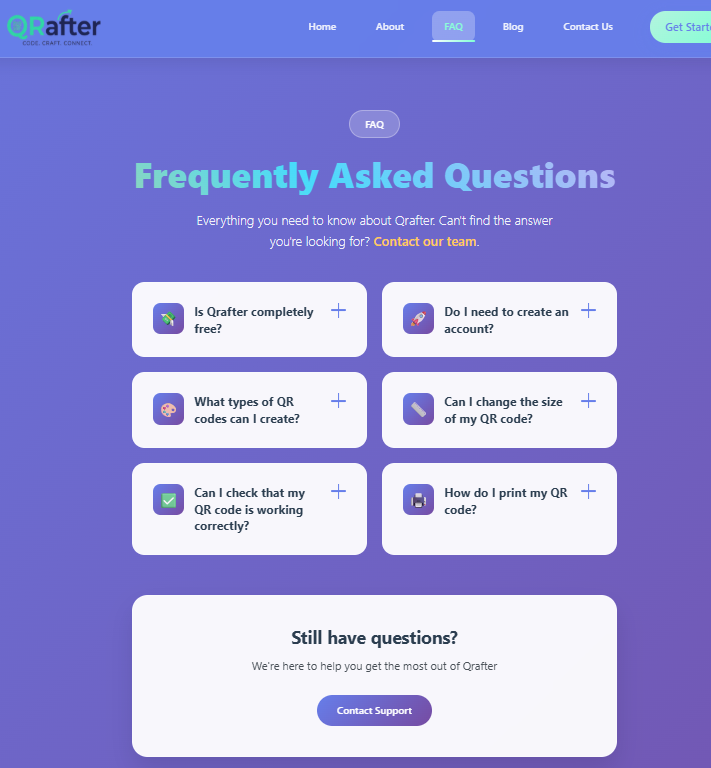 QRafter
CODE. CRAFT. CONNECT.
Home
About
FAQ
Blog
Contact Us
Get Starte
FAQ
Frequently Asked Questions
Everything you need to know about Qrafter. Can't find the answer
you're looking for? Contact our team.
Is Qrafter completely
free?
Do I need to create an
account?
What types of QR
codes can I create?
Can I change the size
of my QR code?
Can I check that my
QR code is working
correctly?
How do I print my QR
code?
Still have questions?
We're here to help you get the most out of Qrafter
Contact Support